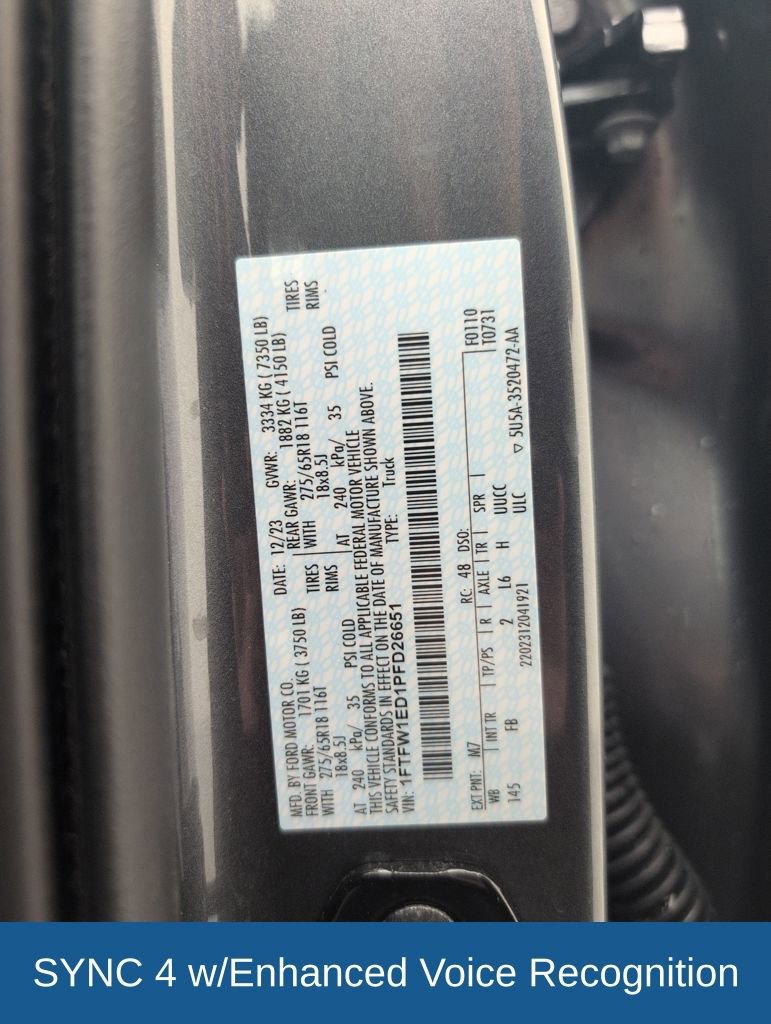 MFD. BY FORD MOTOR CO. DATE: 12/23 GVWR: 3334 KG ( 7350 LB)
FRONT GAWR: 1701 KG ( 3750 LB) REAR GAWR: 1882 KG ( 4150 LB)
WITH 275/65R18 116T TIRES WITH 275/65R18 116T TIRES
18x8.5J RIMS 18x8.5J RIMS
AT 240 kPa/ 35 PSI COLD AT 240 kPa/ 35 PSI COLD
THIS VEHICLE CONFORMS TO ALL APPLICABLE FEDERAL MOTOR VEHICLE
SAFETY STANDARDS IN EFFECT ON THE DATE OF MANUFACTURE SHOWN ABOVE.
VIN: 1FTFW1ED1PFD26651 TYPE: Truck
F0110
EXT PNT: M7 RC: 48 DSO: T0731
WB INT TR TP/PS R AXLE TR SPR
145 FB 2 L6 H UUCC
2202312041921 ULC ▽ 5U5A-3520472-AA
SYNC 4 w/Enhanced Voice Recognition